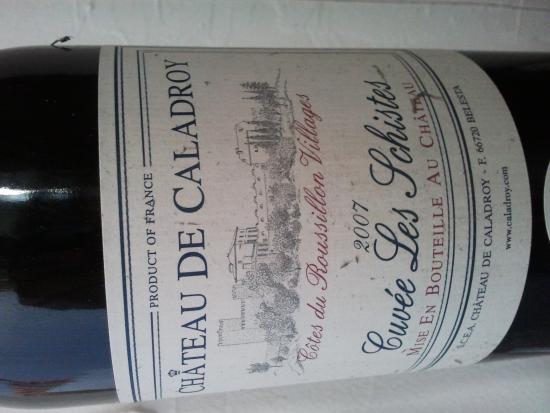 PRODUCT OF FRANCE
CHÂTEAU DE CALADROY
Côtes du Roussillon Villages
2007
Cuvée Les Schistes
MISE EN BOUTEILLE AU CHÂTEAU
S.C.E.A. CHÂTEAU DE CALADROY - F. 66720 BELESTA
www.caladroy.com